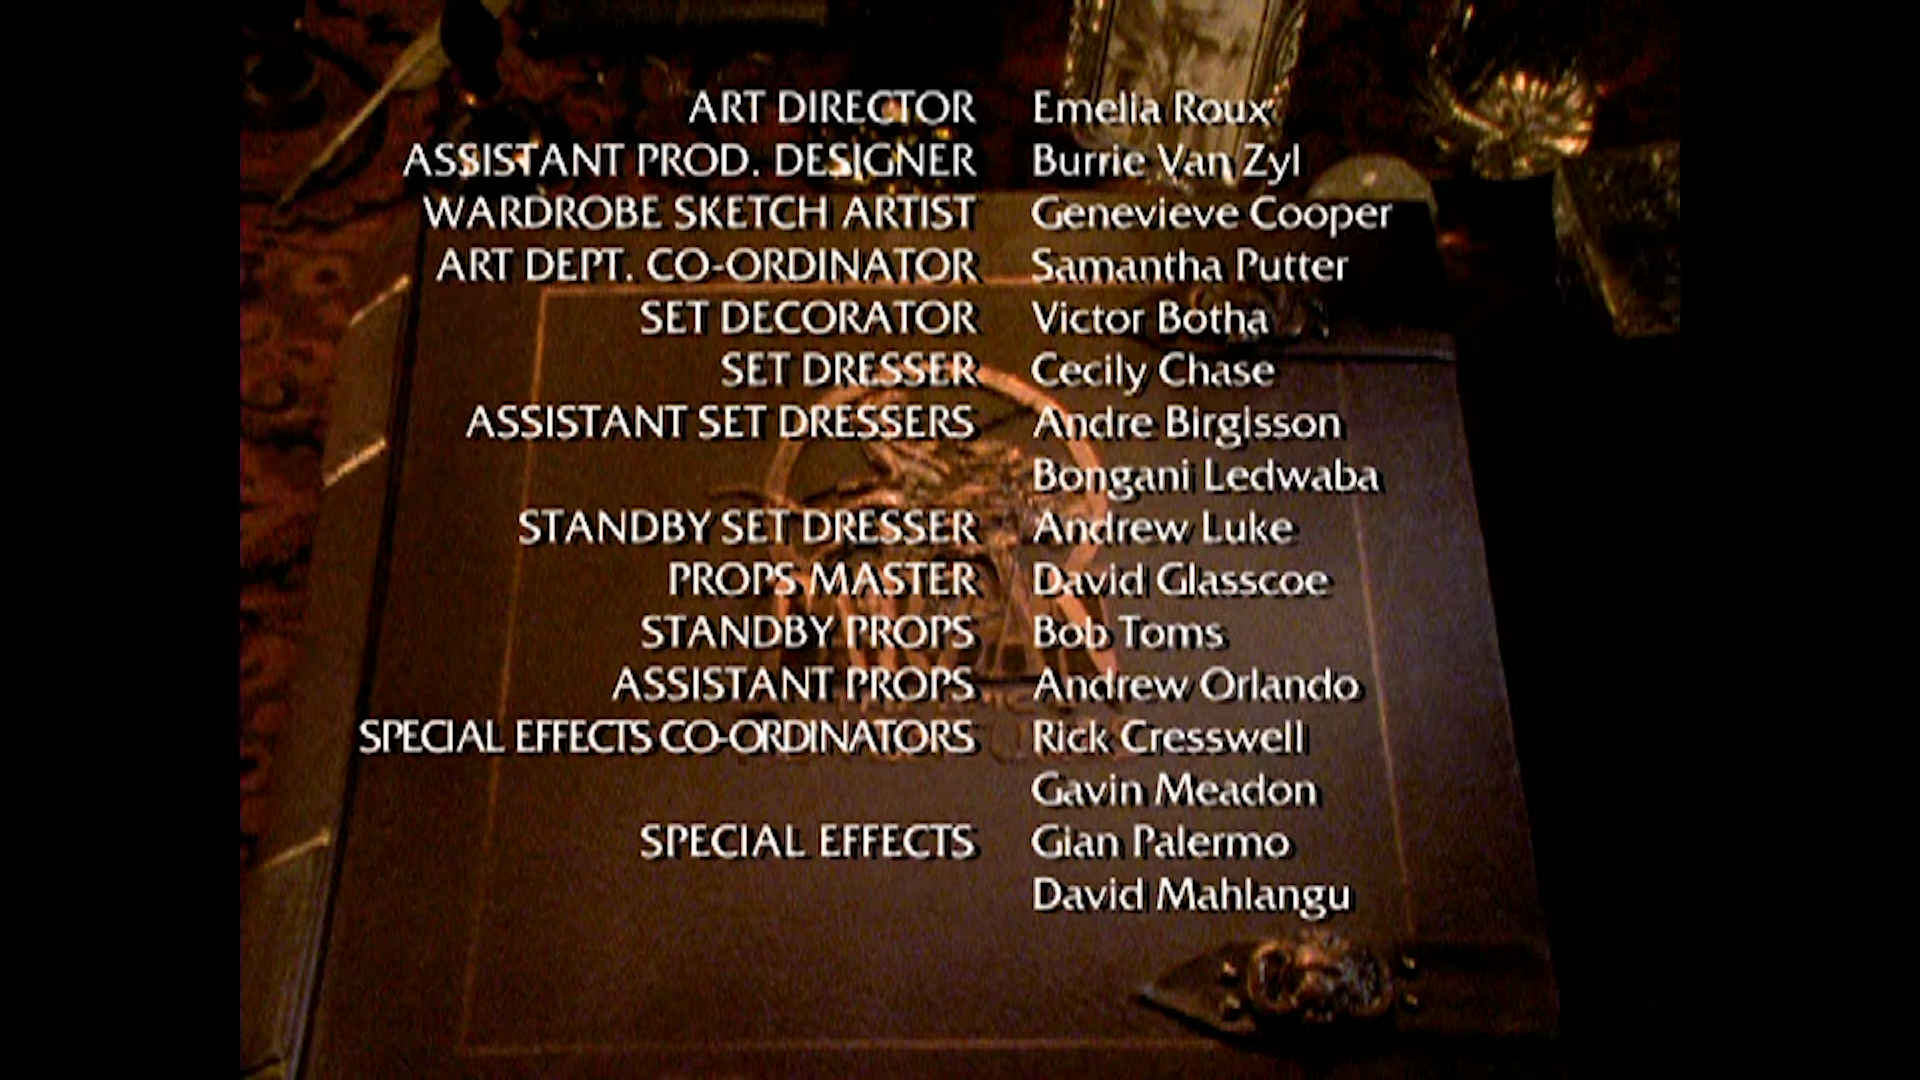 ART DIRECTOR Emelia Roux
ASSISTANT PROD. DESIGNER Burrie Van Zyl
WARDROBE SKETCH ARTIST Genevieve Cooper
ART DEPT. CO-ORDINATOR Samantha Putter
SET DECORATOR Victor Botha
SET DRESSER Cecily Chase
ASSISTANT SET DRESSERS Andre Birgisson
Bongani Ledwaba
STANDBY SET DRESSER Andrew Luke
PROPS MASTER David Glasscoe
STANDBY PROPS Bob Toms
ASSISTANT PROPS Andrew Orlando
SPECIAL EFFECTS CO-ORDINATORS Rick Cresswell
Gavin Meadon
SPECIAL EFFECTS Gian Palermo
David Mahlangu